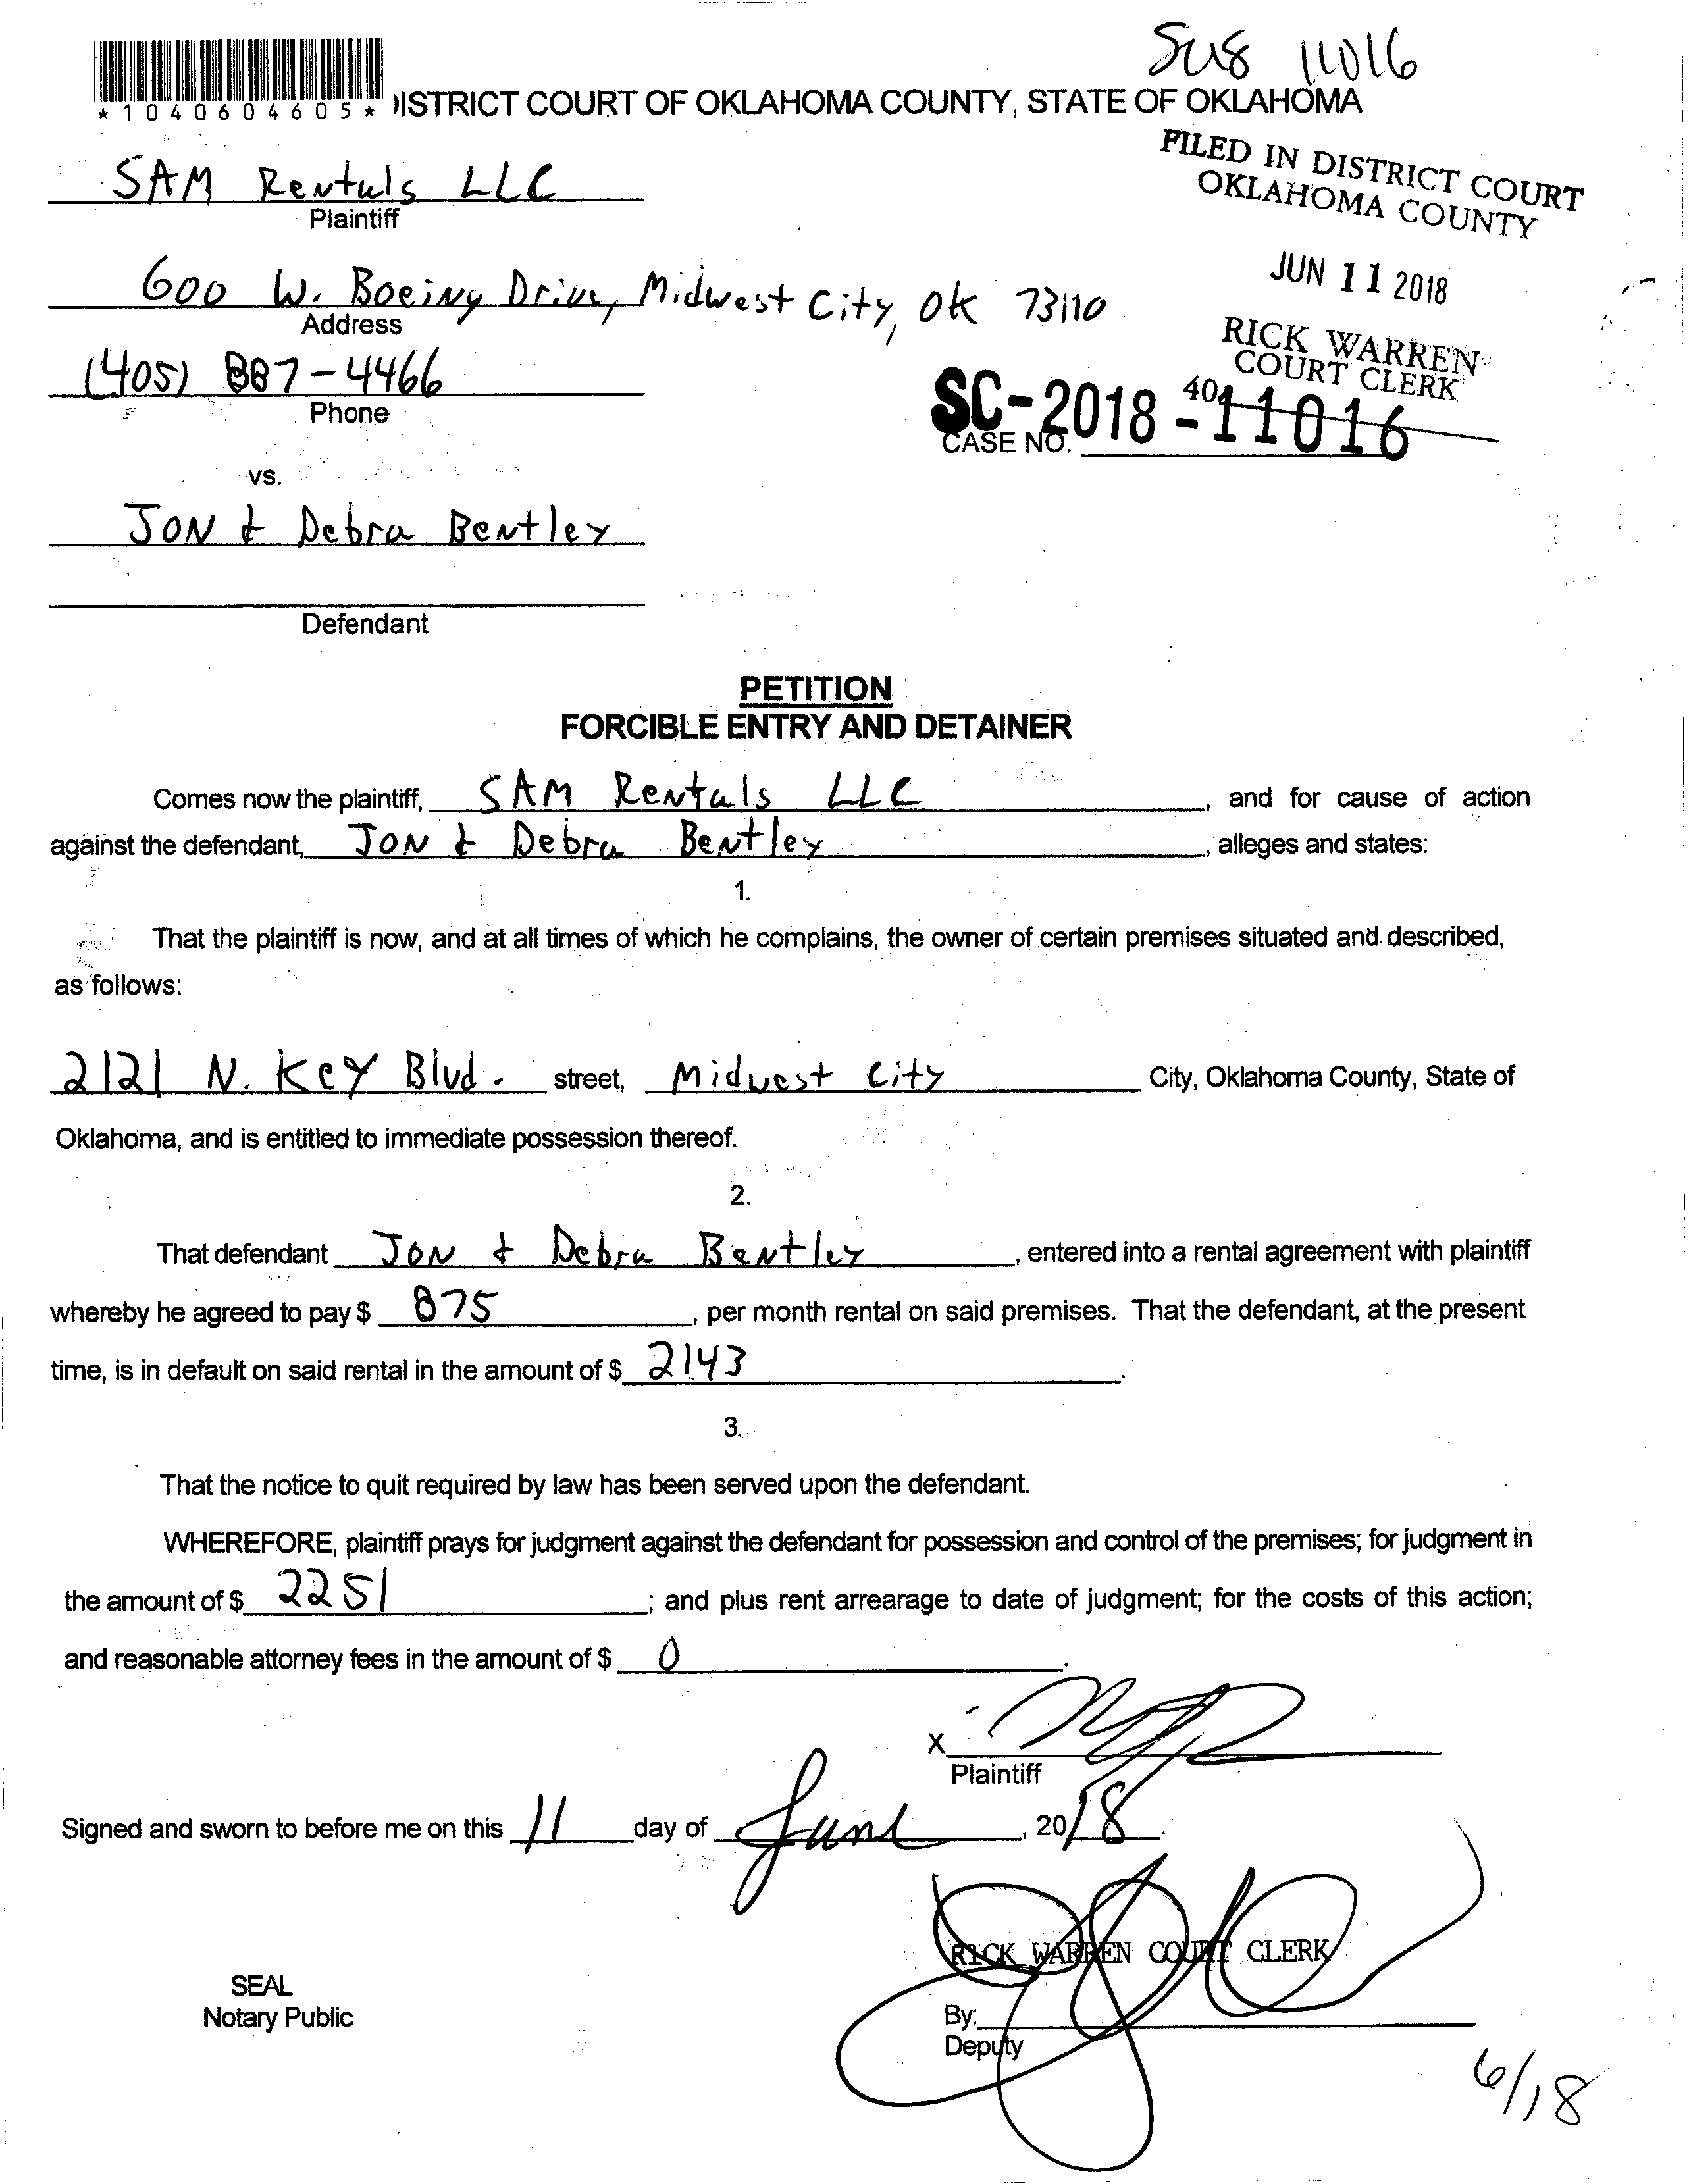 SC8 11016
*1040604605* DISTRICT COURT OF OKLAHOMA COUNTY, STATE OF OKLAHOMA
FILED IN DISTRICT COURT
OKLAHOMA COUNTY
SAM Rentals LLC
Plaintiff
600 W. Boeing Drive, Midwest City, OK 73110
Address
JUN 11 2018
RICK WARREN
COURT CLERK
(405) 887-4466
Phone
40
SC-2018-11016
CASE NO.
vs.
JON & Debra Bentley
Defendant
PETITION
FORCIBLE ENTRY AND DETAINER
Comes now the plaintiff, SAM Rentals LLC, and for cause of action
against the defendant, JON & Debra Bentley, alleges and states:
1.
That the plaintiff is now, and at all times of which he complains, the owner of certain premises situated and described,
as follows:
2121 N. Key Blvd. street, Midwest City City, Oklahoma County, State of
Oklahoma, and is entitled to immediate possession thereof.
2.
That defendant JON & Debra Bentley, entered into a rental agreement with plaintiff
whereby he agreed to pay $ 875, per month rental on said premises. That the defendant, at the present
time, is in default on said rental in the amount of $ 2143.
3.
That the notice to quit required by law has been served upon the defendant.
WHEREFORE, plaintiff prays for judgment against the defendant for possession and control of the premises; for judgment in
the amount of $ 2251; and plus rent arrearage to date of judgment; for the costs of this action;
and reasonable attorney fees in the amount of $ 0.
X
Plaintiff
Signed and sworn to before me on this 11 day of June, 2018.
RICK WARREN COURT CLERK
SEAL
Notary Public
By:
Deputy
6/18